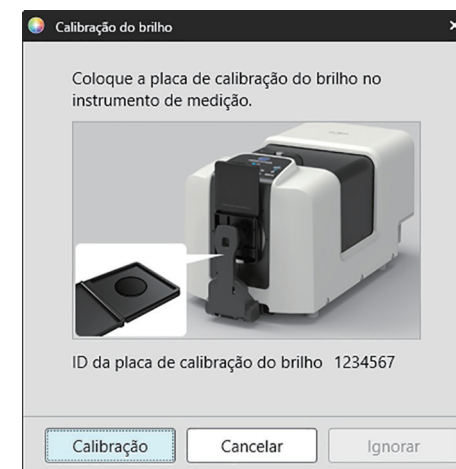 Calibração do brilho
Coloque a placa de calibração do brilho no
instrumento de medição.
ID da placa de calibração do brilho 1234567
Calibração
Cancelar
Ignorar